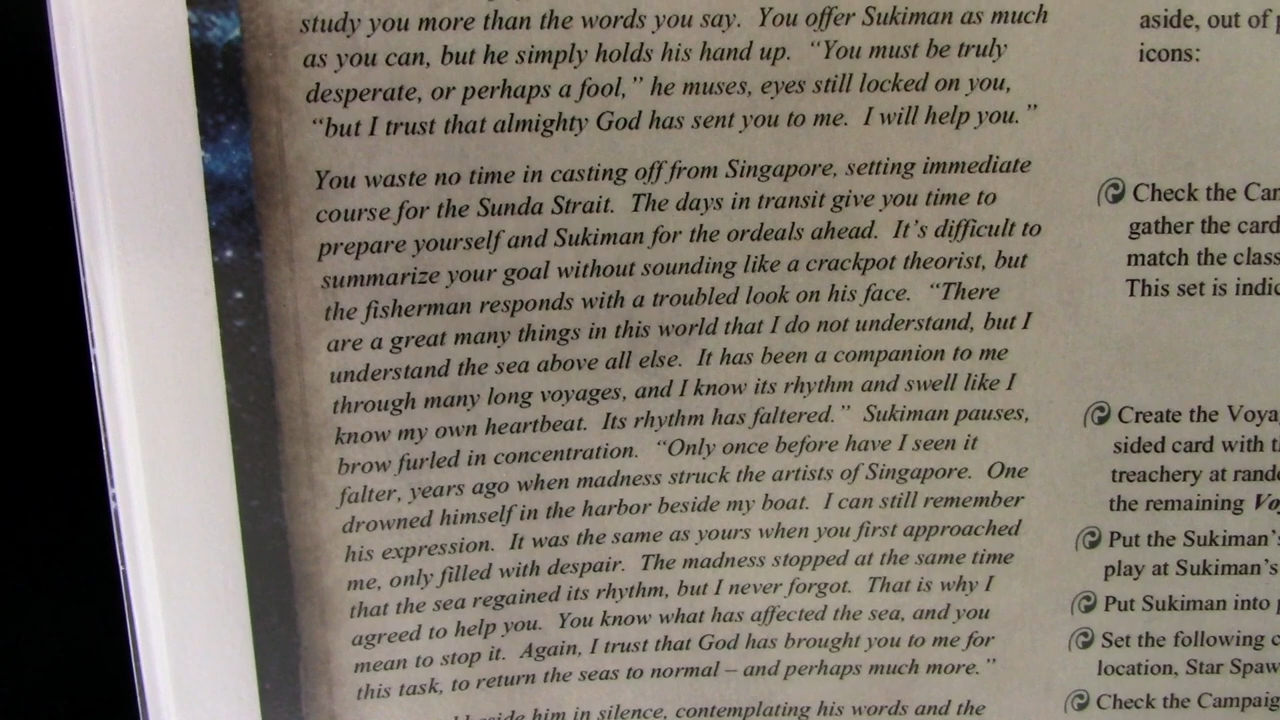 study you more than the words you say. You offer Sukiman as much
as you can, but he simply holds his hand up. “You must be truly
desperate, or perhaps a fool,” he muses, eyes still locked on you,
“but I trust that almighty God has sent you to me. I will help you.”
You waste no time in casting off from Singapore, setting immediate
course for the Sunda Strait. The days in transit give you time to
prepare yourself and Sukiman for the ordeals ahead. It’s difficult to
summarize your goal without sounding like a crackpot theorist, but
the fisherman responds with a troubled look on his face. “There
are a great many things in this world that I do not understand, but I
understand the sea above all else. It has been a companion to me
through many long voyages, and I know its rhythm and swell like I
know my own heartbeat. Its rhythm has faltered.” Sukiman pauses,
brow furled in concentration. “Only once before have I seen it
falter, years ago when madness struck the artists of Singapore. One
drowned himself in the harbor beside my boat. I can still remember
his expression. It was the same as yours when you first approached
me, only filled with despair. The madness stopped at the same time
that the sea regained its rhythm, but I never forgot. That is why I
agreed to help you. You know what has affected the sea, and you
mean to stop it. Again, I trust that God has brought you to me for
this task, to return the seas to normal – and perhaps much more.”
him in silence, contemplating his words and the
aside, out of
icons:
Check the
gather the card
match the class
This set is
Create the
sided card with
treachery at
the remaining
Put the Sukiman’s
play at Sukiman’s
Put Sukiman into
Set the following
location, Star
Check the